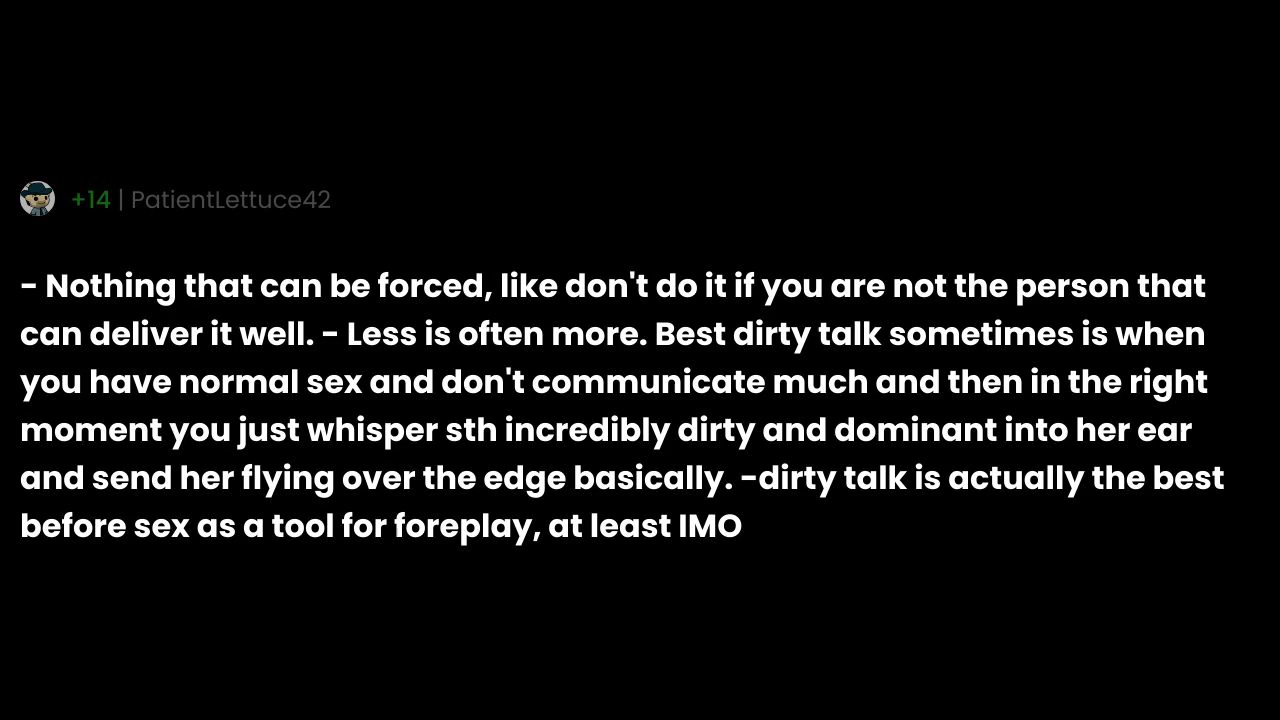 +14 | PatientLettuce42
- Nothing that can be forced, like don't do it if you are not the person that
can deliver it well. - Less is often more. Best dirty talk sometimes is when
you have normal sex and don't communicate much and then in the right
moment you just whisper sth incredibly dirty and dominant into her ear
and send her flying over the edge basically. -dirty talk is actually the best
before sex as a tool for foreplay, at least IMO